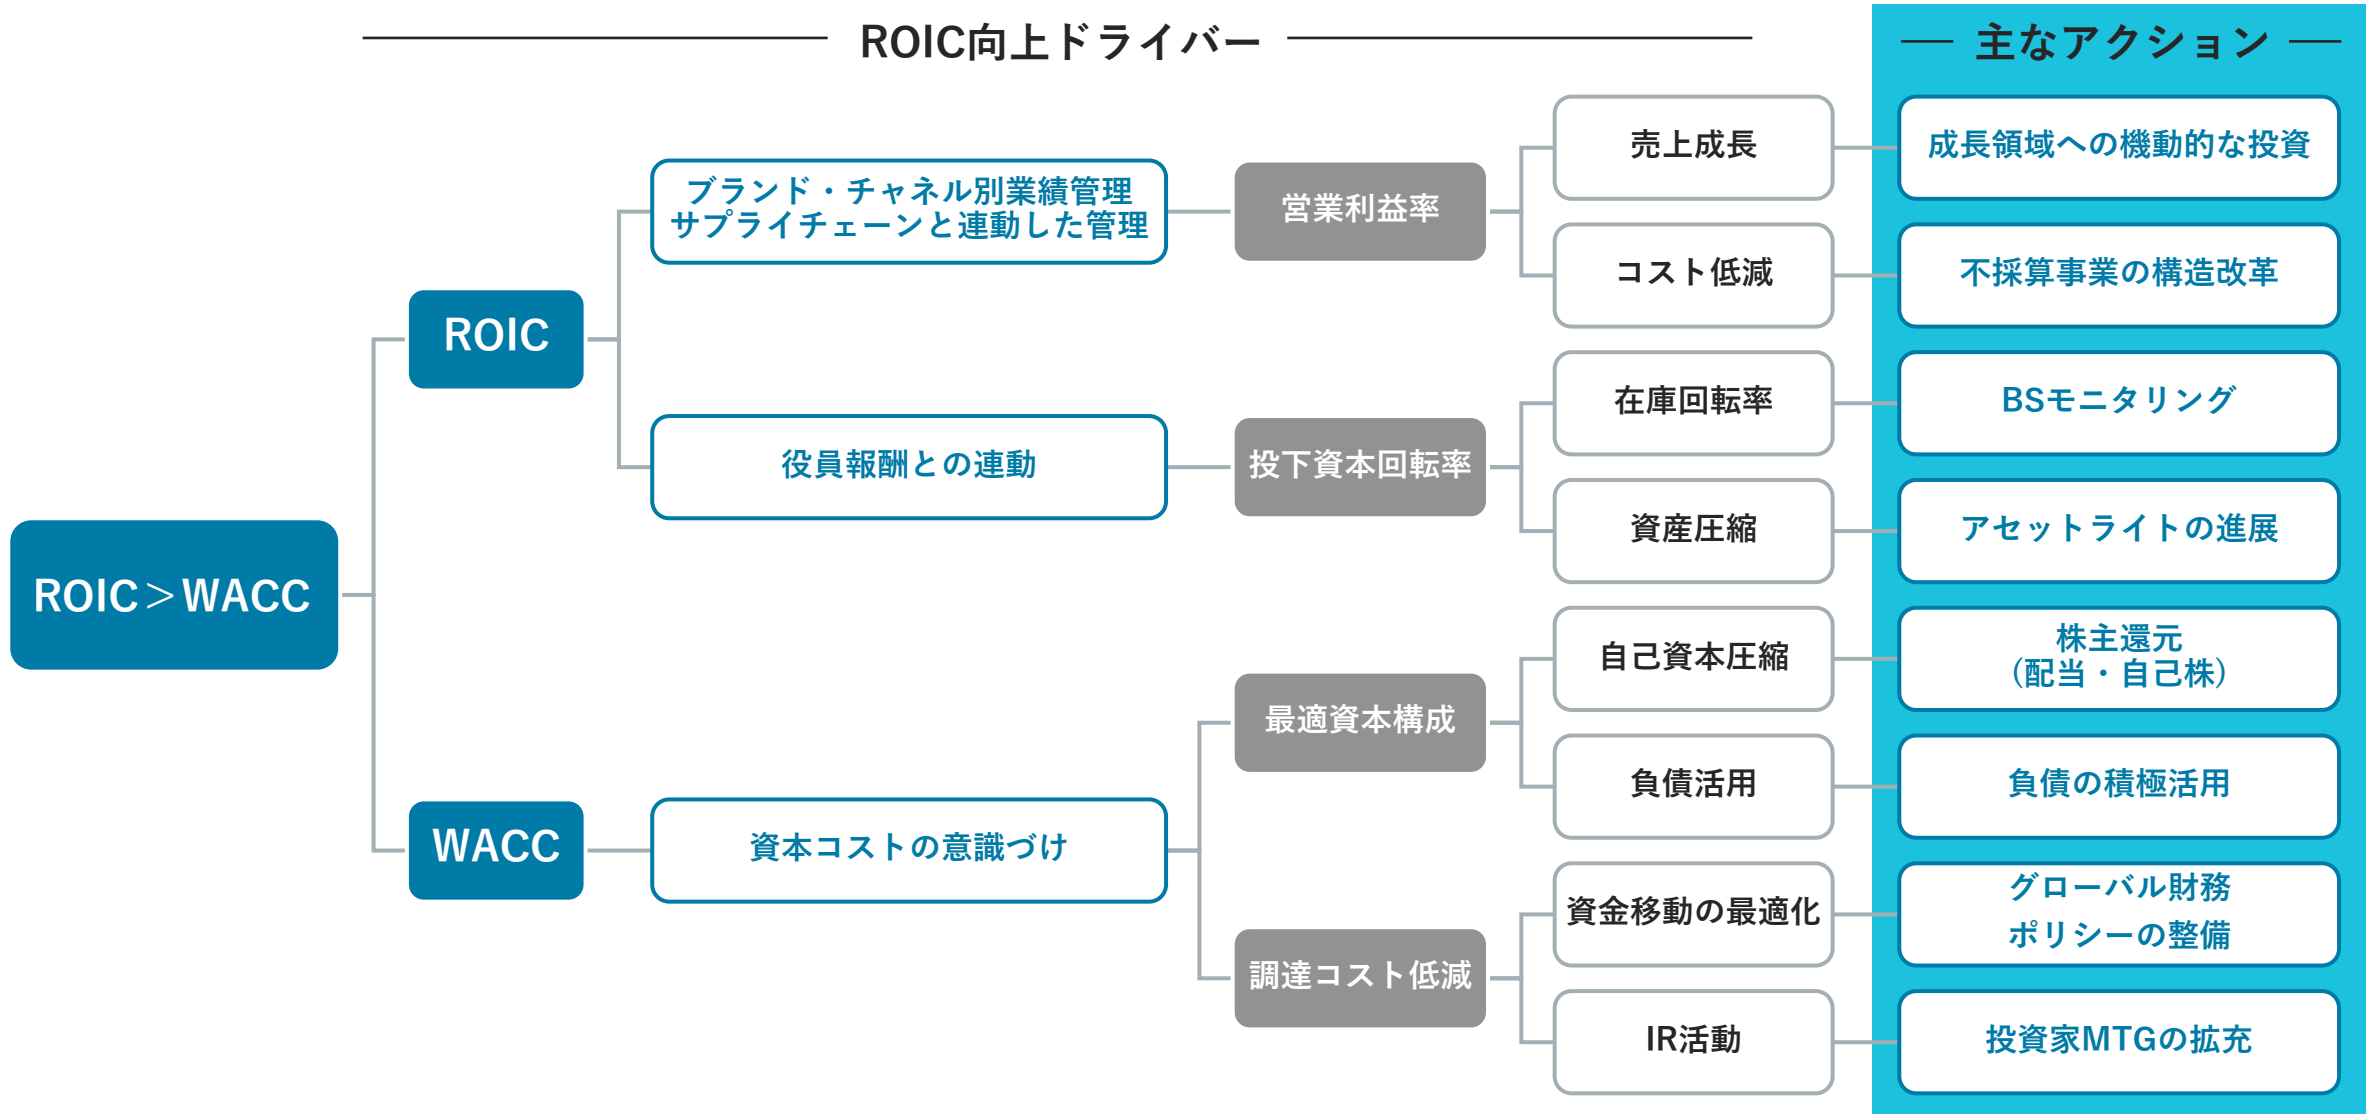 ROIC向上ドライバー
主なアクション
ROIC＞WACC
ROIC
ブランド・チャネル別業績管理
サプライチェーンと連動した管理
営業利益率
売上成長
成長領域への機動的な投資
コスト低減
不採算事業の構造改革
役員報酬との連動
投下資本回転率
在庫回転率
BSモニタリング
資産圧縮
アセットライトの進展
WACC
資本コストの意識づけ
最適資本構成
自己資本圧縮
株主還元
(配当・自己株)
負債活用
負債の積極活用
調達コスト低減
資金移動の最適化
グローバル財務
ポリシーの整備
IR活動
投資家MTGの拡充